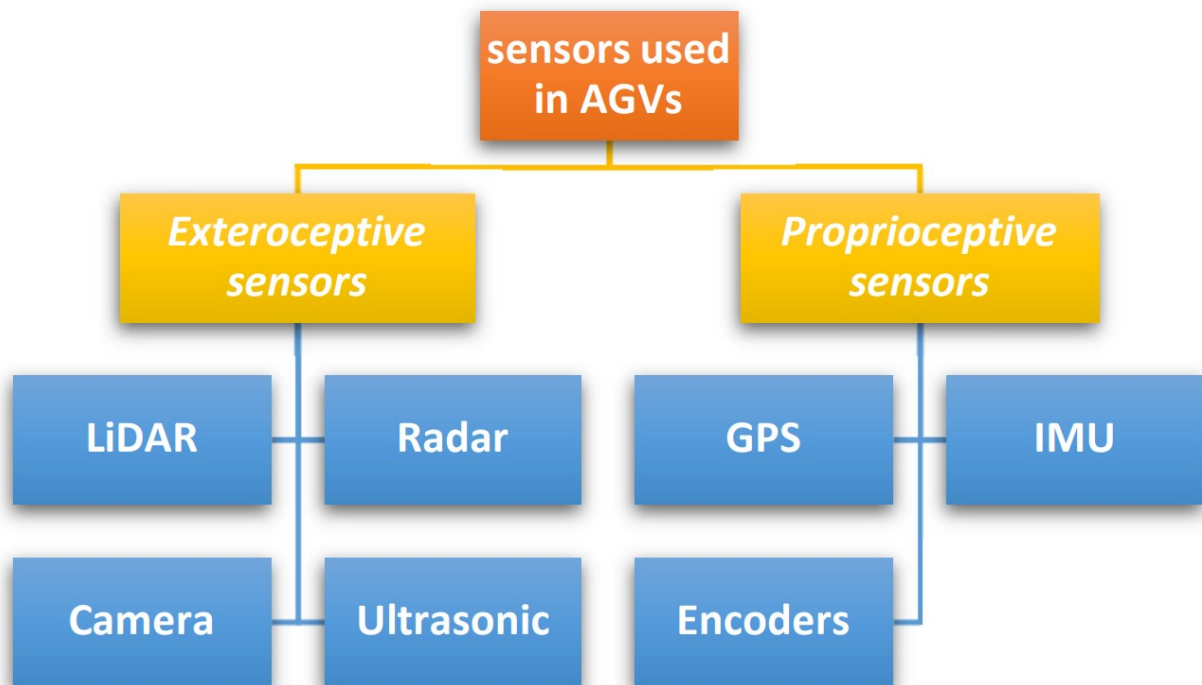 sensors used
in AGVs
Exteroceptive
sensors
Proprioceptive
sensors
LiDAR
Radar
GPS
IMU
Camera
Ultrasonic
Encoders